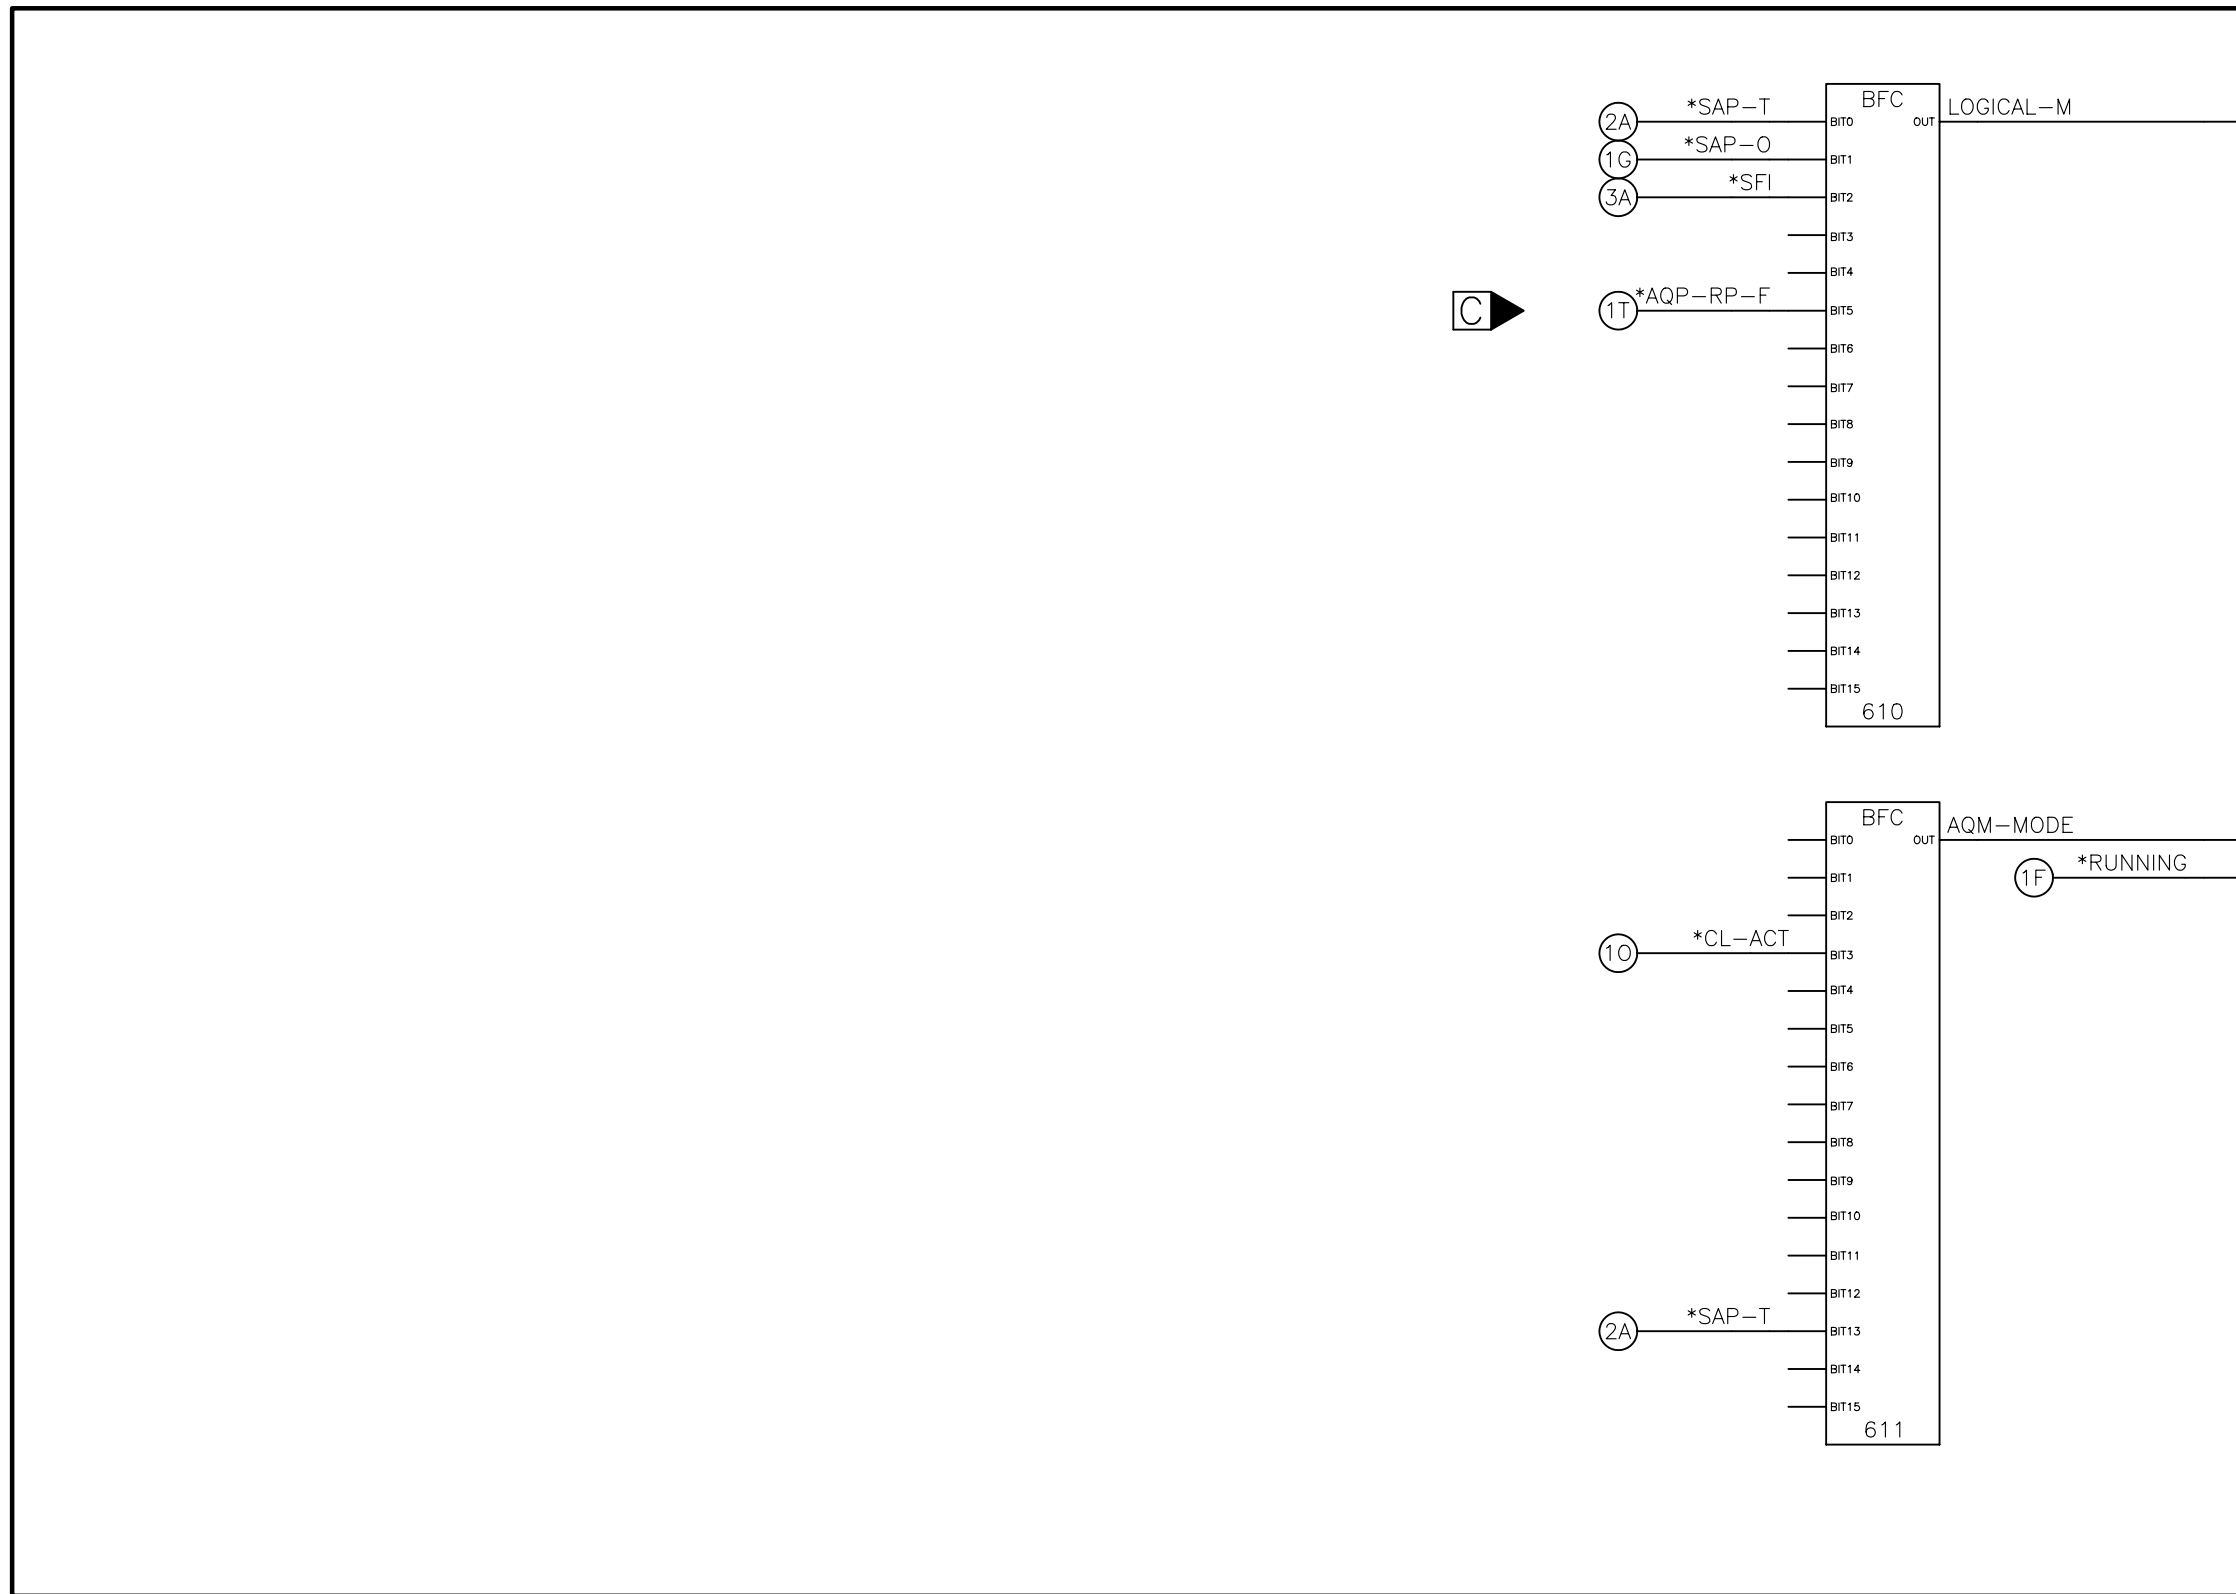 BFC
2A *SAP-T BIT0 OUT LOGICAL-M
1G *SAP-O BIT1
3A *SFI BIT2
BIT3
BIT4
C 1T *AQP-RP-F BIT5
BIT6
BIT7
BIT8
BIT9
BIT10
BIT11
BIT12
BIT13
BIT14
BIT15
610
BFC
BIT0 OUT AQM-MODE
BIT1 1F *RUNNING
BIT2
1O *CL-ACT BIT3
BIT4
BIT5
BIT6
BIT7
BIT8
BIT9
BIT10
BIT11
BIT12
2A *SAP-T BIT13
BIT14
BIT15
611